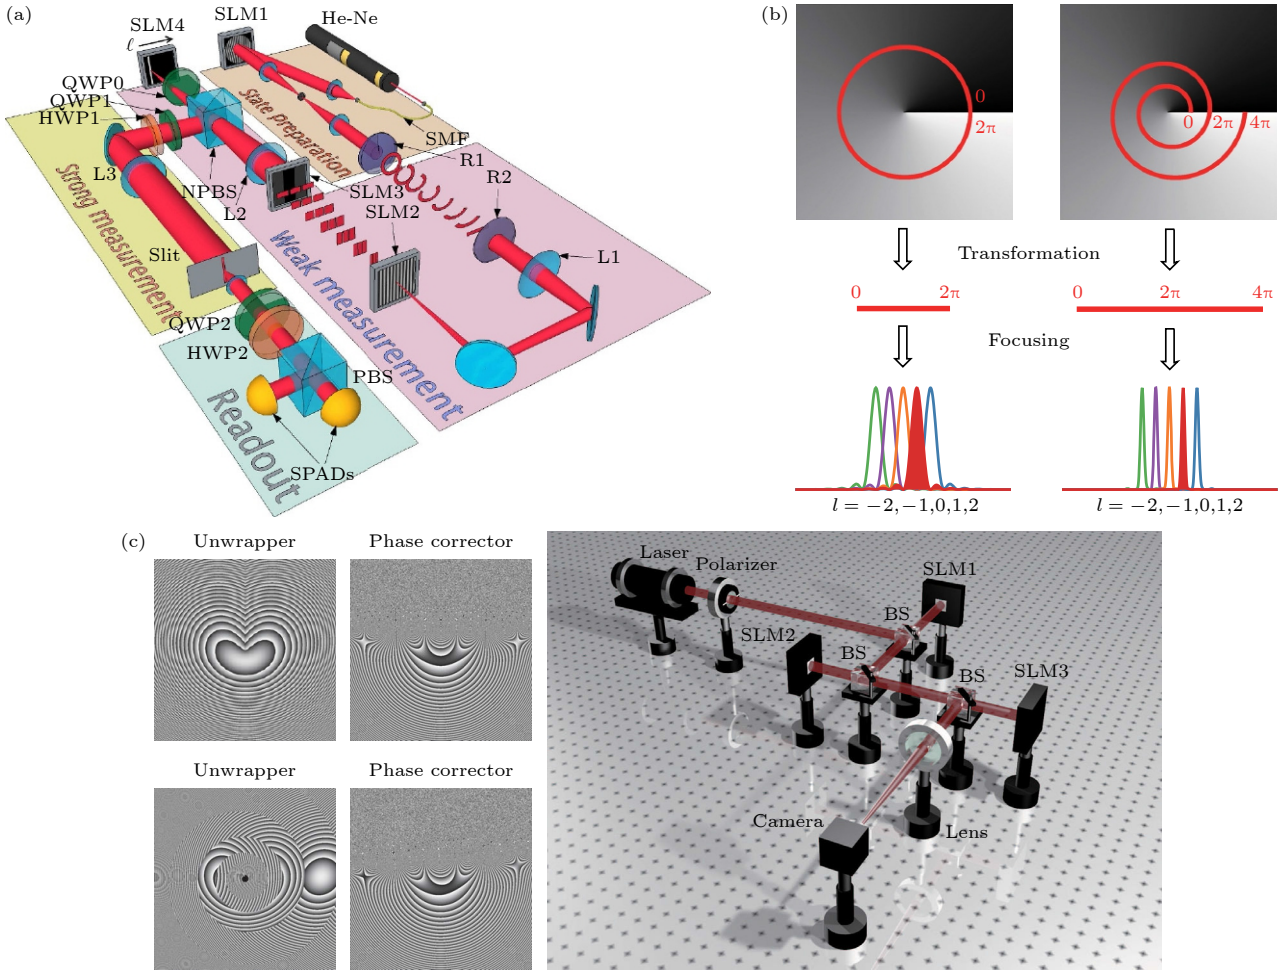 (a)
SLM4
ℓ
SLM1
He-Ne
QWP0
QWP1
HWP1
State preparation
SMF
R1
R2
L3
NPBS
L2
SLM3
SLM2
L1
Strong measurement
Slit
Weak measurement
QWP2
HWP2
PBS
Readout
SPADs
(b)
0
2π
0 2π 4π
Transformation
0 2π
0 2π 4π
Focusing
l = −2,−1,0,1,2
l = −2,−1,0,1,2
(c)
Unwrapper
Phase corrector
Unwrapper
Phase corrector
Laser
Polarizer
SLM1
BS
SLM2
BS
BS
SLM3
Camera
Lens